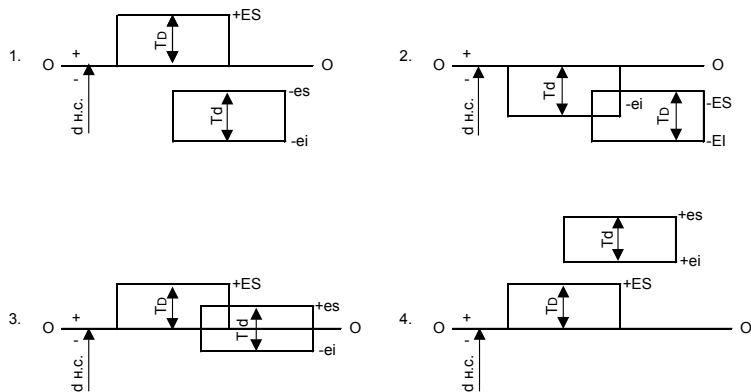 1.
+
-
O
O
TD
+ES
Td
-es
-ei
d н.с.
2.
+
-
O
O
Td
-ei
TD
-ES
-EI
d н.с.
3.
+
-
O
O
TD
+ES
Td
+es
-ei
d н.с.
4.
+
-
O
O
Td
+es
+ei
TD
+ES
d н.с.